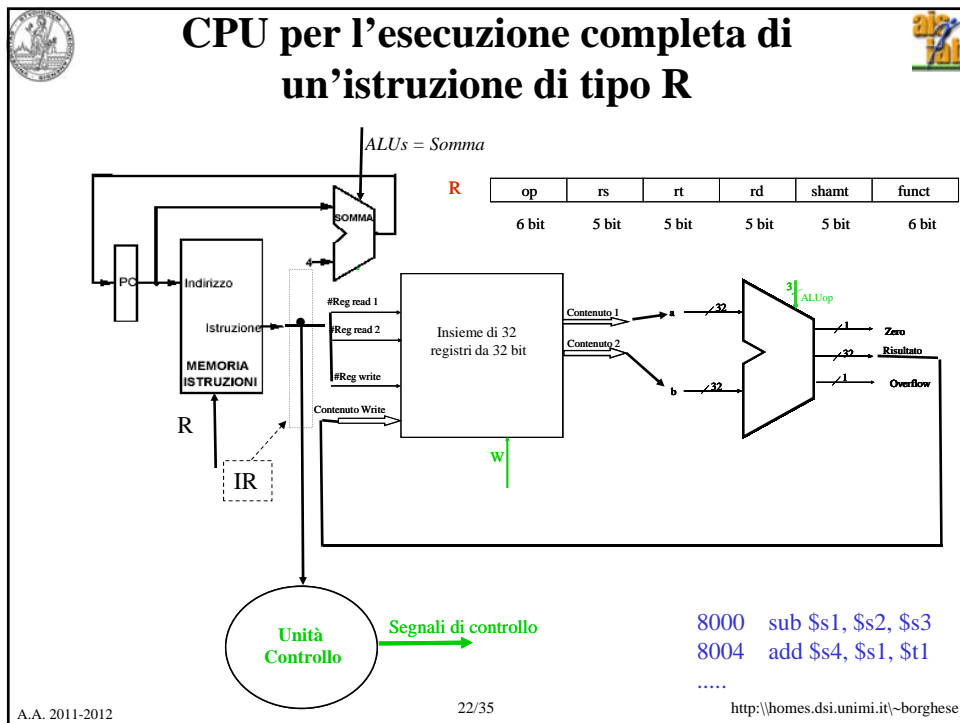 CPU per l'esecuzione completa di
un'istruzione di tipo R
ALUs = Somma
R
op rs rt rd shamt funct
6 bit 5 bit 5 bit 5 bit 5 bit 6 bit
SOMMA
4
PC
Indirizzo
Istruzione
MEMORIA
ISTRUZIONI
R
IR
#Reg read 1
#Reg read 2
#Reg write
Contenuto Write
Insieme di 32
registri da 32 bit
W
Contenuto 1
Contenuto 2
a
32
b
32
3
ALUop
1
Zero
32
Risultato
1
Overflow
Unità
Controllo
Segnali di controllo
8000 sub $s1, $s2, $s3
8004 add $s4, $s1, $t1
.....
A.A. 2011-2012
22/35
http:\\homes.dsi.unimi.it\~borghese